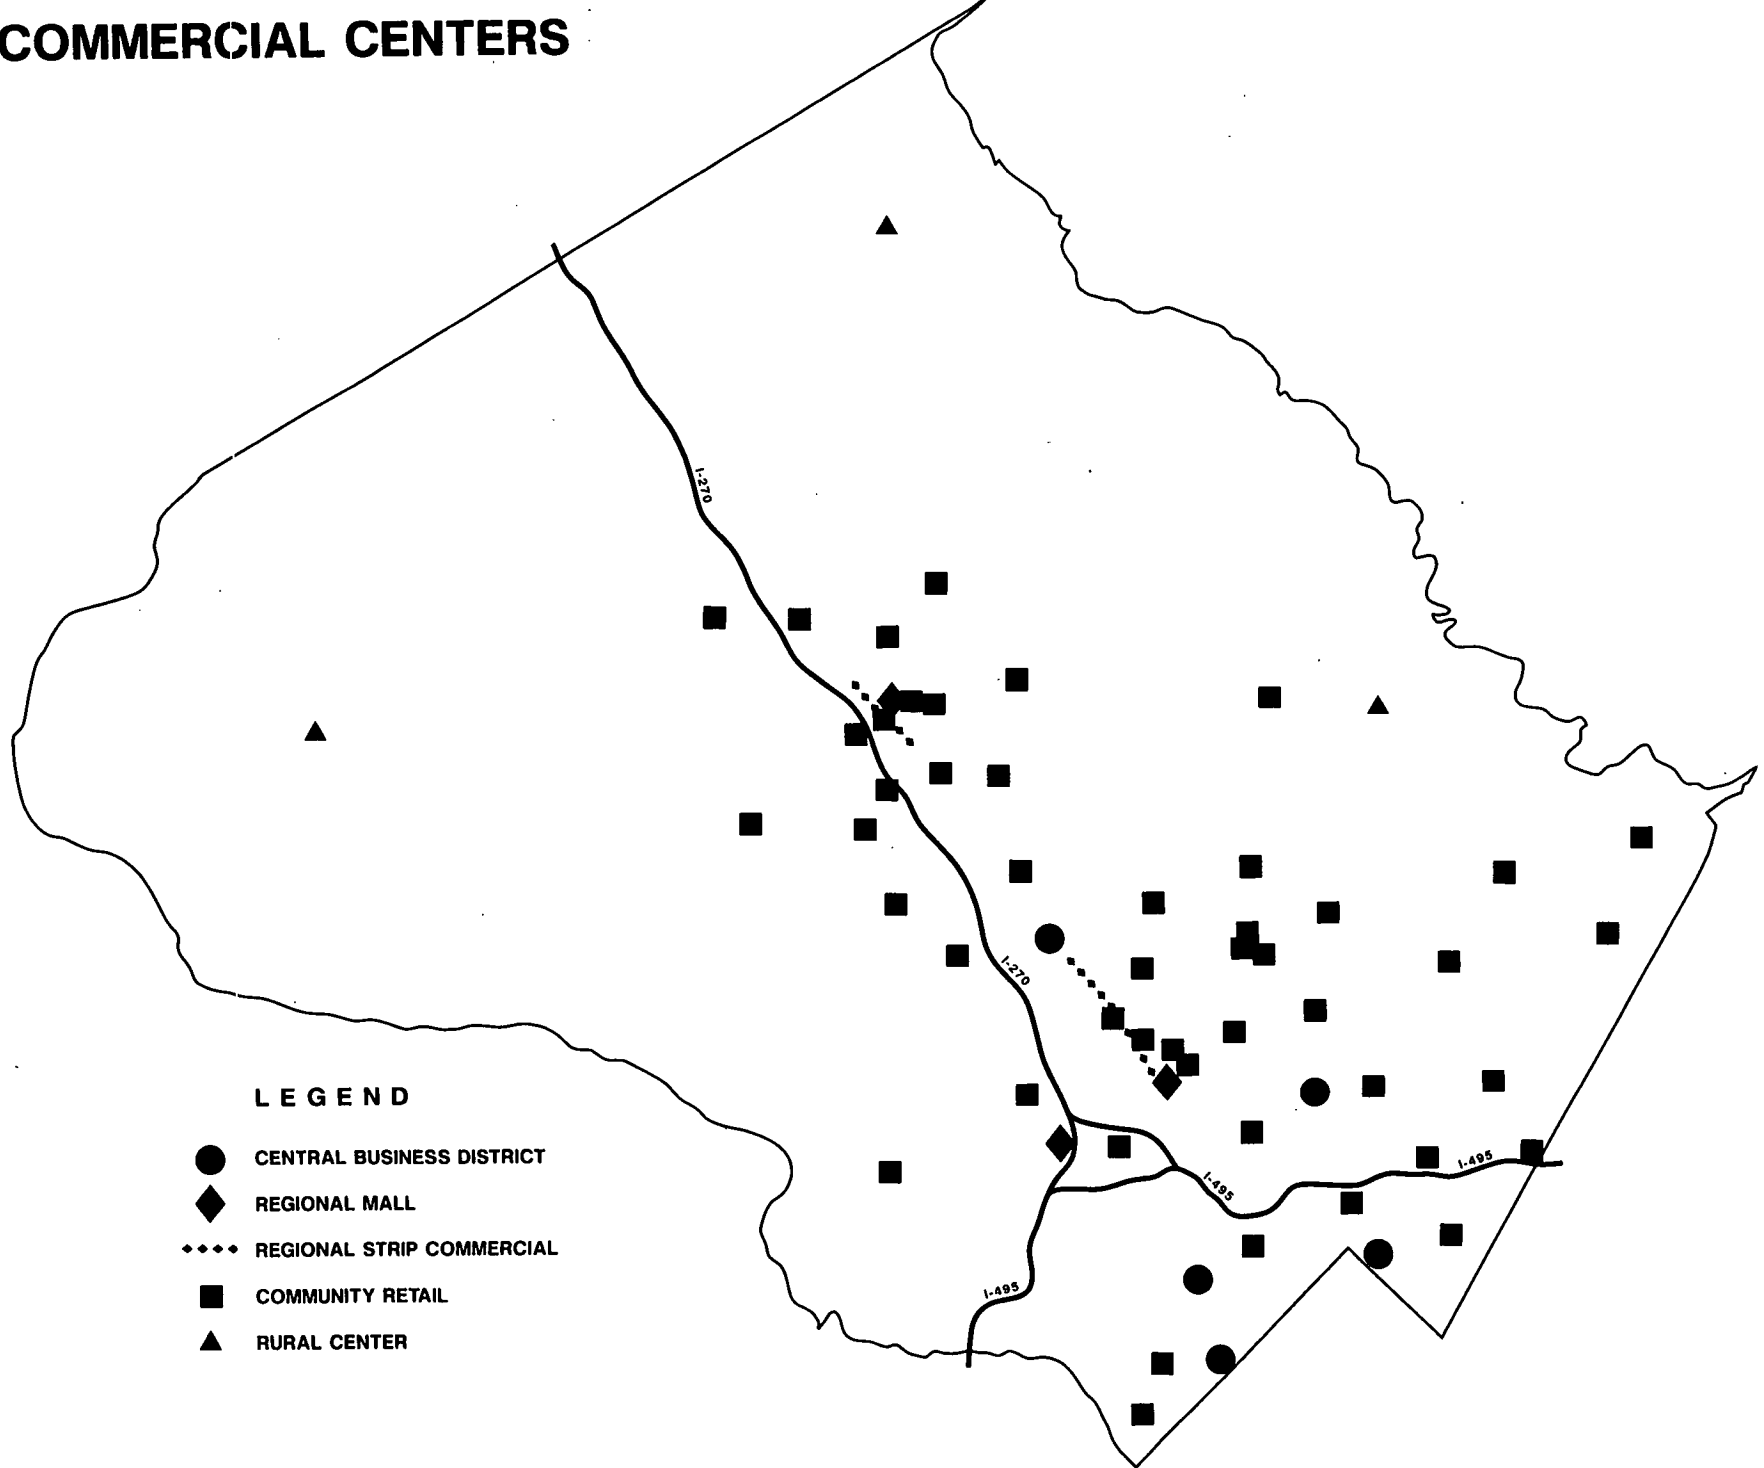 COMMERCIAL CENTERS
I-270
I-270
I-495
I-495
I-495
LEGEND
CENTRAL BUSINESS DISTRICT
REGIONAL MALL
REGIONAL STRIP COMMERCIAL
COMMUNITY RETAIL
RURAL CENTER